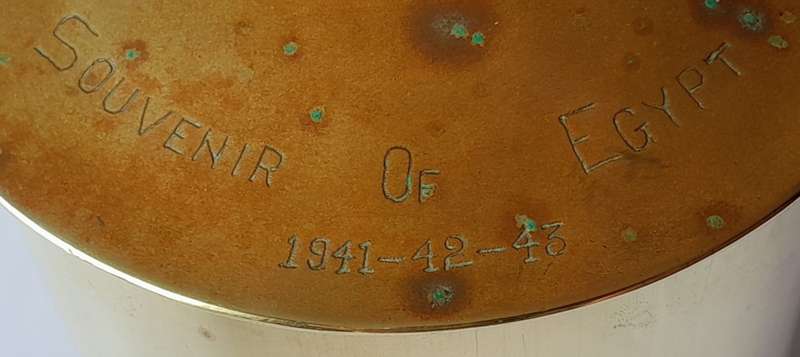 SOUVENIR OF EGYPT
1941-42-43